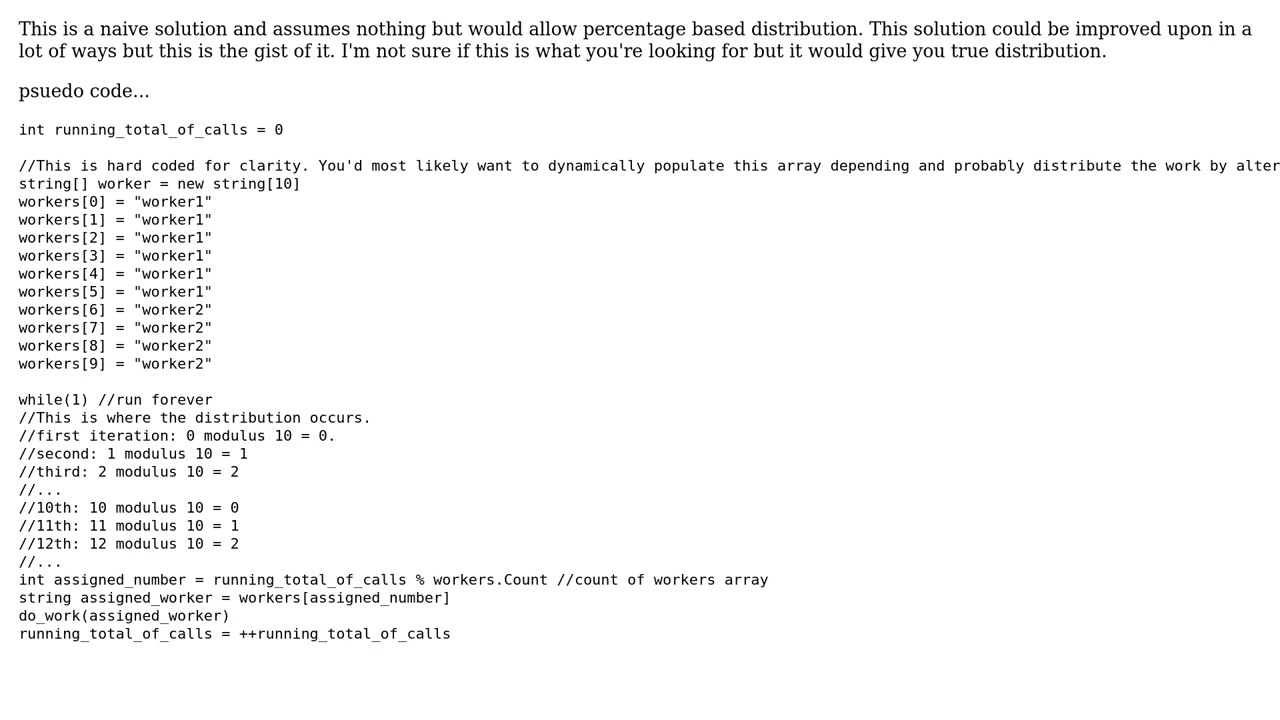 This is a naive solution and assumes nothing but would allow percentage based distribution. This solution could be improved upon in a
lot of ways but this is the gist of it. I'm not sure if this is what you're looking for but it would give you true distribution.
psuedo code...
int running_total_of_calls = 0
//This is hard coded for clarity. You'd most likely want to dynamically populate this array depending and probably distribute the work by alter
string[] worker = new string[10]
workers[0] = "worker1"
workers[1] = "worker1"
workers[2] = "worker1"
workers[3] = "worker1"
workers[4] = "worker1"
workers[5] = "worker1"
workers[6] = "worker2"
workers[7] = "worker2"
workers[8] = "worker2"
workers[9] = "worker2"
while(1) //run forever
//This is where the distribution occurs.
//first iteration: 0 modulus 10 = 0.
//second: 1 modulus 10 = 1
//third: 2 modulus 10 = 2
//...
//10th: 10 modulus 10 = 0
//11th: 11 modulus 10 = 1
//12th: 12 modulus 10 = 2
//...
int assigned_number = running_total_of_calls % workers.Count //count of workers array
string assigned_worker = workers[assigned_number]
do_work(assigned_worker)
running_total_of_calls = ++running_total_of_calls